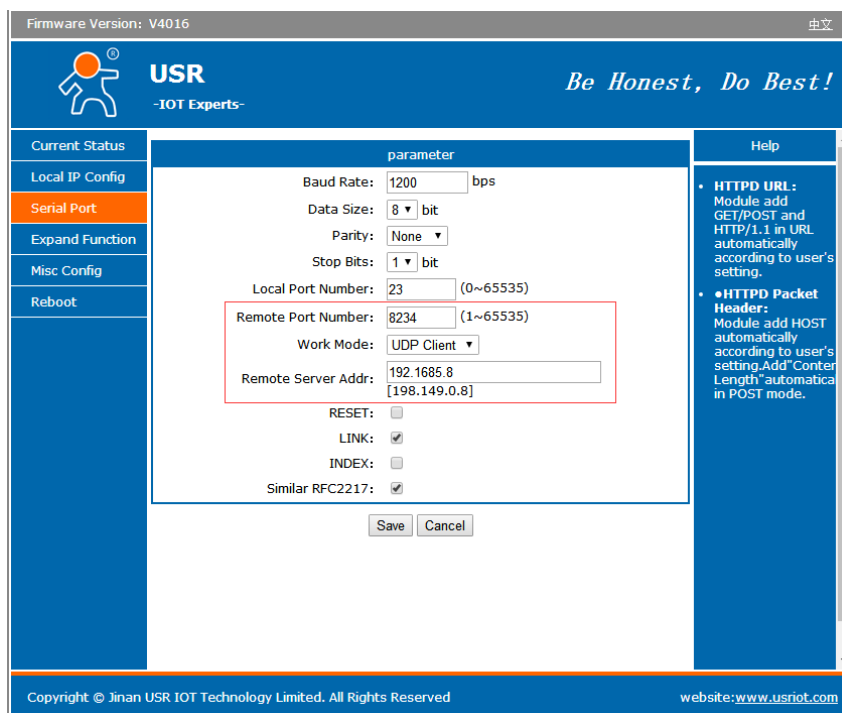 Firmware Version: V4016
中文
®
USR
-IOT Experts-
Be Honest, Do Best!
Current Status
Local IP Config
Serial Port
Expand Function
Misc Config
Reboot
parameter
Baud Rate: 1200 bps
Data Size: 8 bit
Parity: None
Stop Bits: 1 bit
Local Port Number: 23 (0~65535)
Remote Port Number: 8234 (1~65535)
Work Mode: UDP Client
Remote Server Addr: 192.1685.8
[198.149.0.8]
RESET:
LINK:
INDEX:
Similar RFC2217:
Save Cancel
Help
• HTTPD URL:
Module add
GET/POST and
HTTP/1.1 in URL
automatically
according to user's
setting.
• ●HTTPD Packet
Header:
Module add HOST
automatically
according to user's
setting.Add"Conter
Length"automatica
in POST mode.
Copyright © Jinan USR IOT Technology Limited. All Rights Reserved
website:www.usriot.com